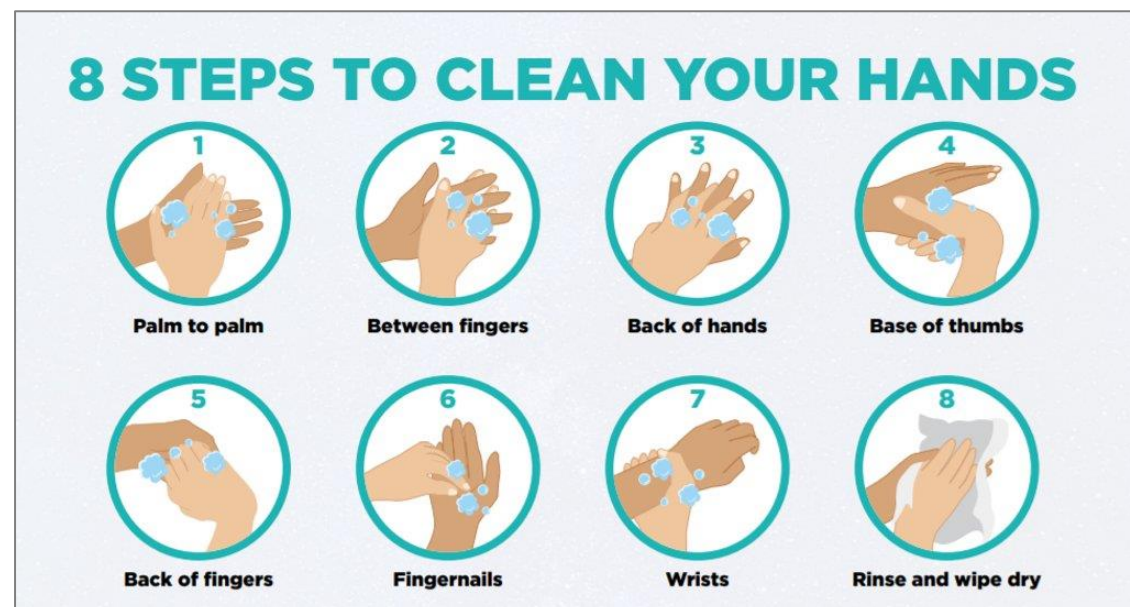 8 STEPS TO CLEAN YOUR HANDS
1
Palm to palm
2
Between fingers
3
Back of hands
4
Base of thumbs
5
Back of fingers
6
Fingernails
7
Wrists
8
Rinse and wipe dry